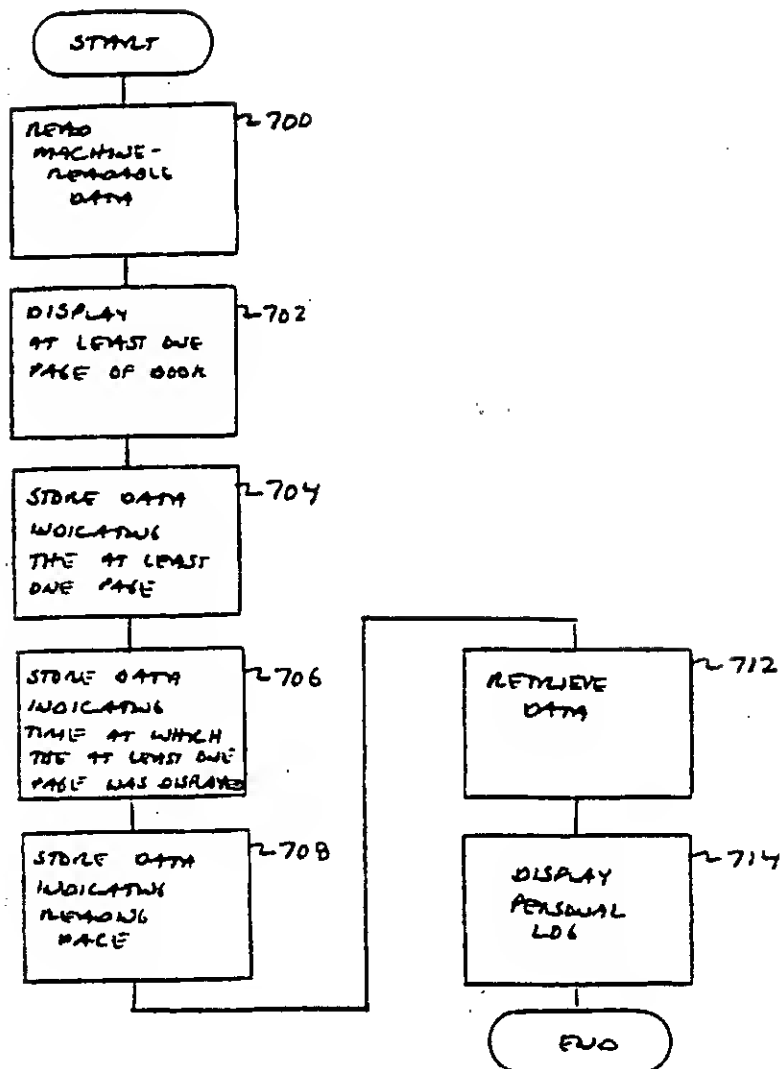 START
READ
MACHINE-
READABLE
DATA
700
DISPLAY
AT LEAST ONE
PAGE OF BOOK
702
STORE DATA
INDICATING
THE AT LEAST
ONE PAGE
704
STORE DATA
INDICATING
TIME AT WHICH
THE AT LEAST ONE
PAGE WAS DISPLAYED
706
STORE DATA
INDICATING
READING
PACE
708
RETRIEVE
DATA
712
DISPLAY
PERSONAL
LOG
714
END